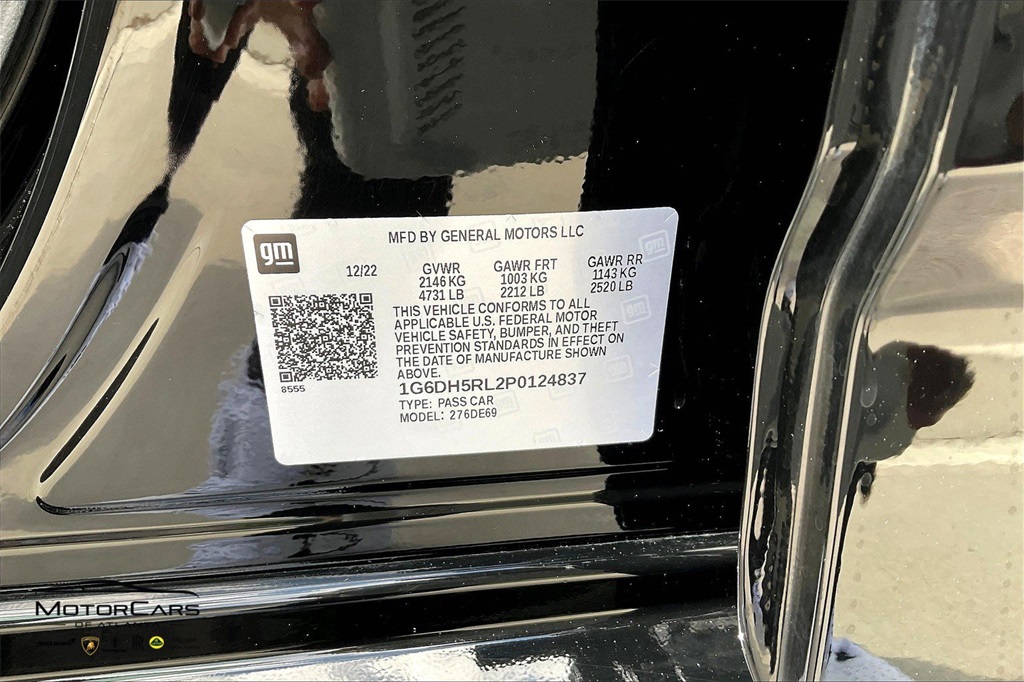 gm
MFD BY GENERAL MOTORS LLC
12/22
GVWR
2146 KG
4731 LB
GAWR FRT
1003 KG
2212 LB
GAWR RR
1143 KG
2520 LB
THIS VEHICLE CONFORMS TO ALL
APPLICABLE U.S. FEDERAL MOTOR
VEHICLE SAFETY, BUMPER, AND THEFT
PREVENTION STANDARDS IN EFFECT ON
THE DATE OF MANUFACTURE SHOWN
ABOVE.
8555
1G6DH5RL2P0124837
TYPE: PASS CAR
MODEL: 276DE69
MOTORCARS
OF ATLANTA